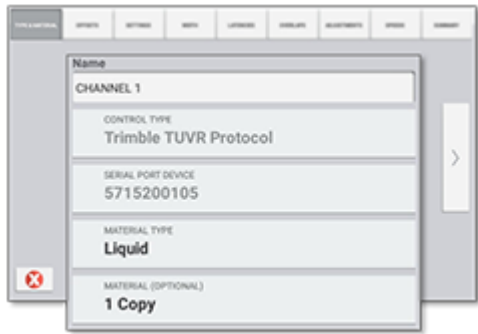 TYPE & MATERIAL OFFSETS SETTINGS WIDTH LATENCIES OVERLAPS ADJUSTMENTS SPEEDS SUMMARY
Name
CHANNEL 1
CONTROL TYPE
Trimble TUVR Protocol
SERIAL PORT DEVICE
5715200105
MATERIAL TYPE
Liquid
MATERIAL (OPTIONAL)
1 Copy